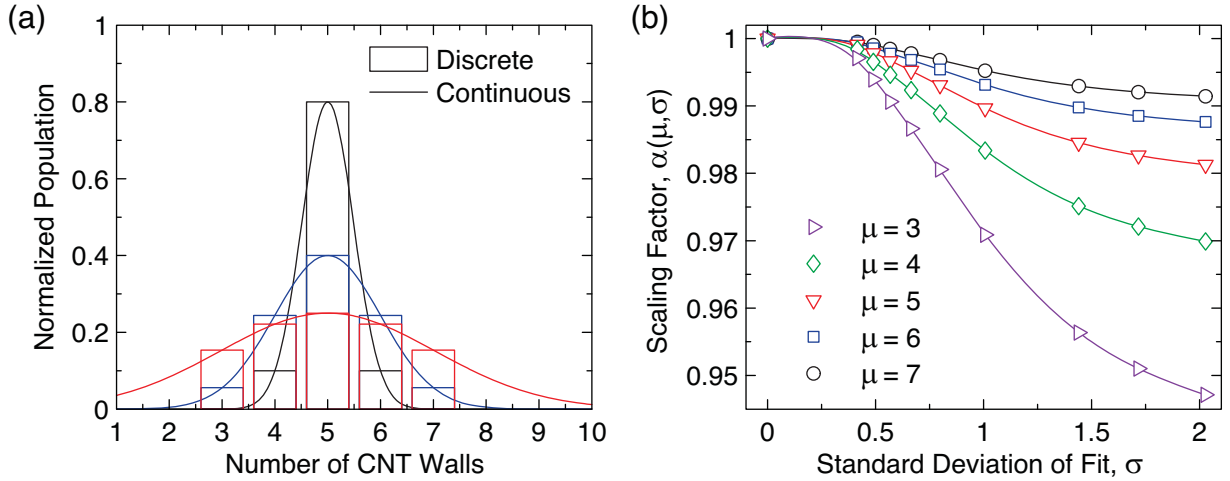 (a)
1
0.8
0.6
0.4
0.2
0
Normalized Population
Discrete
Continuous
1 2 3 4 5 6 7 8 9 10
Number of CNT Walls
(b)
1
0.99
0.98
0.97
0.96
0.95
Scaling Factor, α(μ,σ)
μ = 3
μ = 4
μ = 5
μ = 6
μ = 7
0 0.5 1 1.5 2
Standard Deviation of Fit, σ